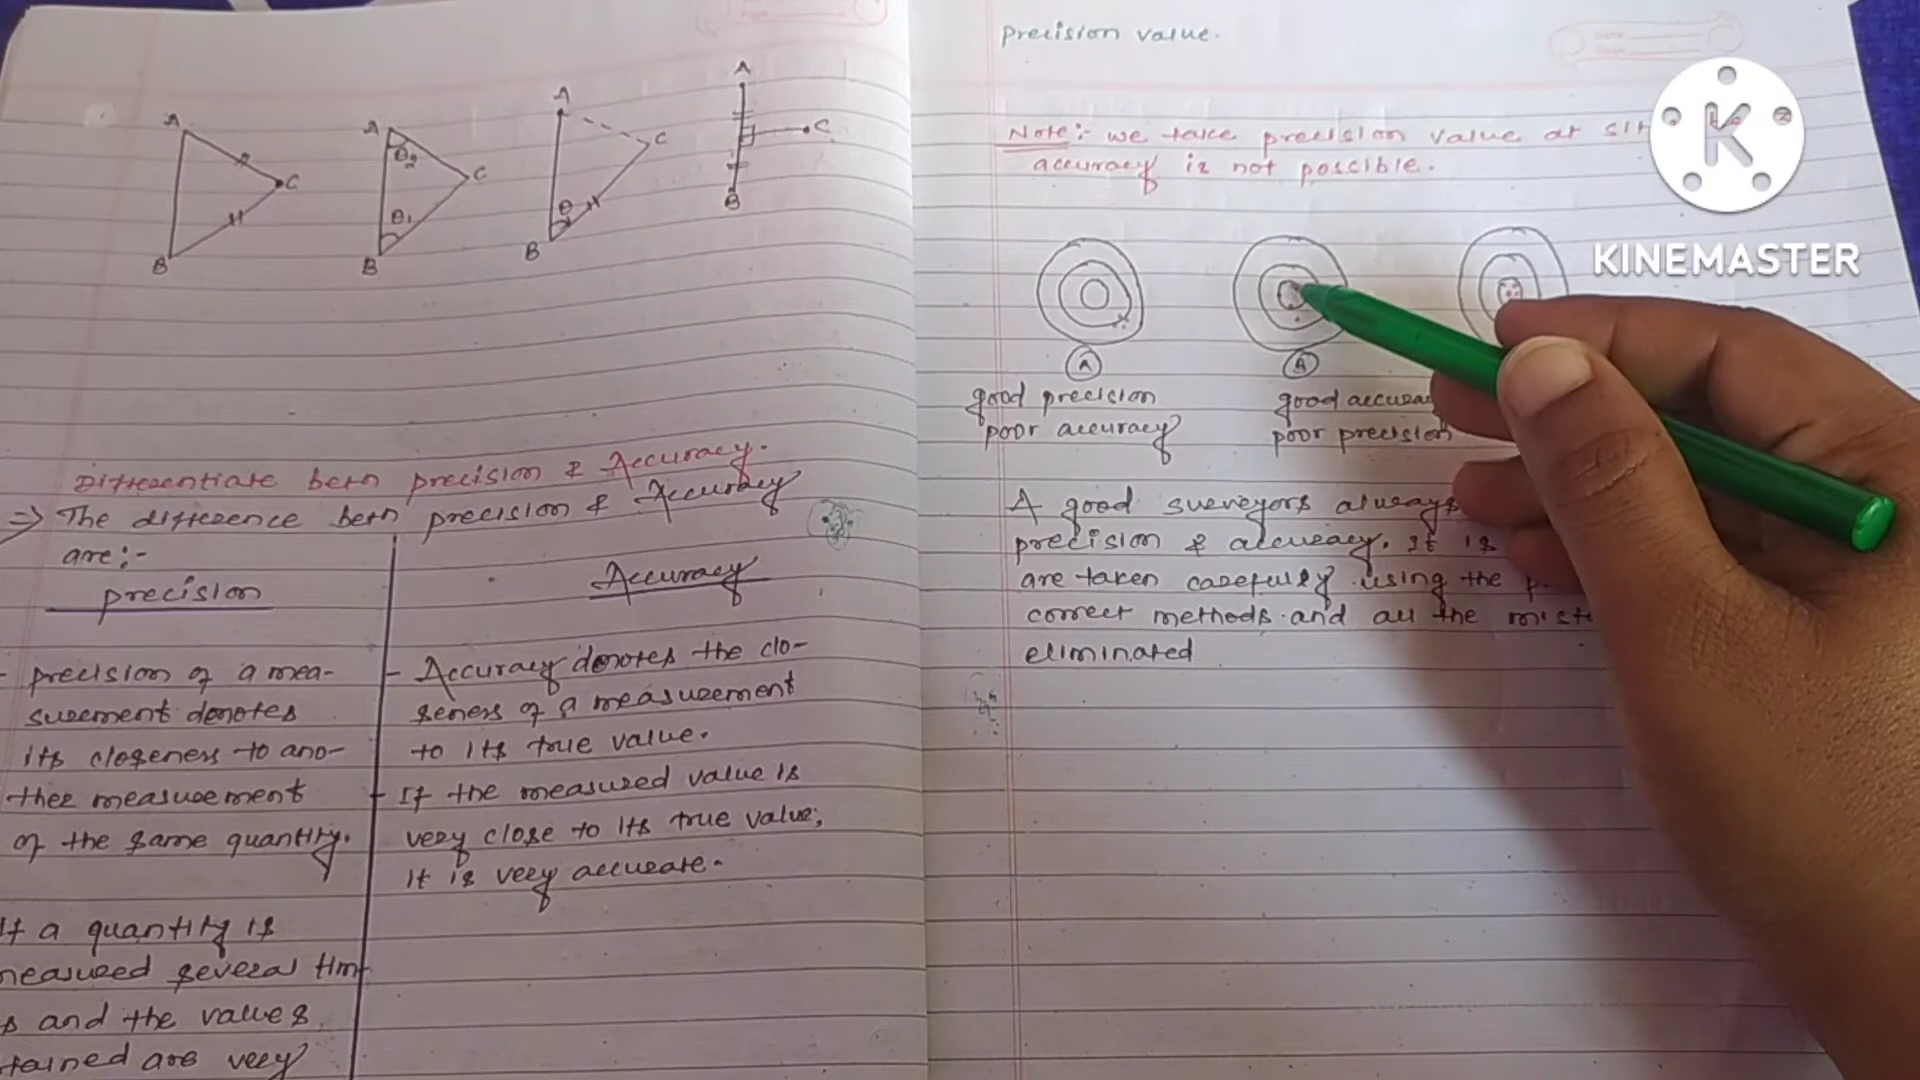 A
C
B
A
θ2
C
θ1
B
A
C
θ
B
A
C
B
Differentiate betn precision & Accuracy.
=> The difference betn precision & Accuracy
are:-
precision
- precision of a mea-
surement denotes
its closeness to ano-
ther measurement
of the same quantity.
If a quantity is
measured several tim
s and the values
tained are very
Accuracy
- Accuracy denotes the clo-
seness of a measurement
to its true value.
- If the measured value is
very close to its true value,
it is very accurate.
precision value.
Note:- we take precision value at sit
accuracy is not possible.
A
good precision
poor accuracy
B
good accura
poor precision
A good surveyors always
precision & accuracy. It is
are taken carefully using the p
correct methods and all the mist
eliminated
K
KINEMASTER